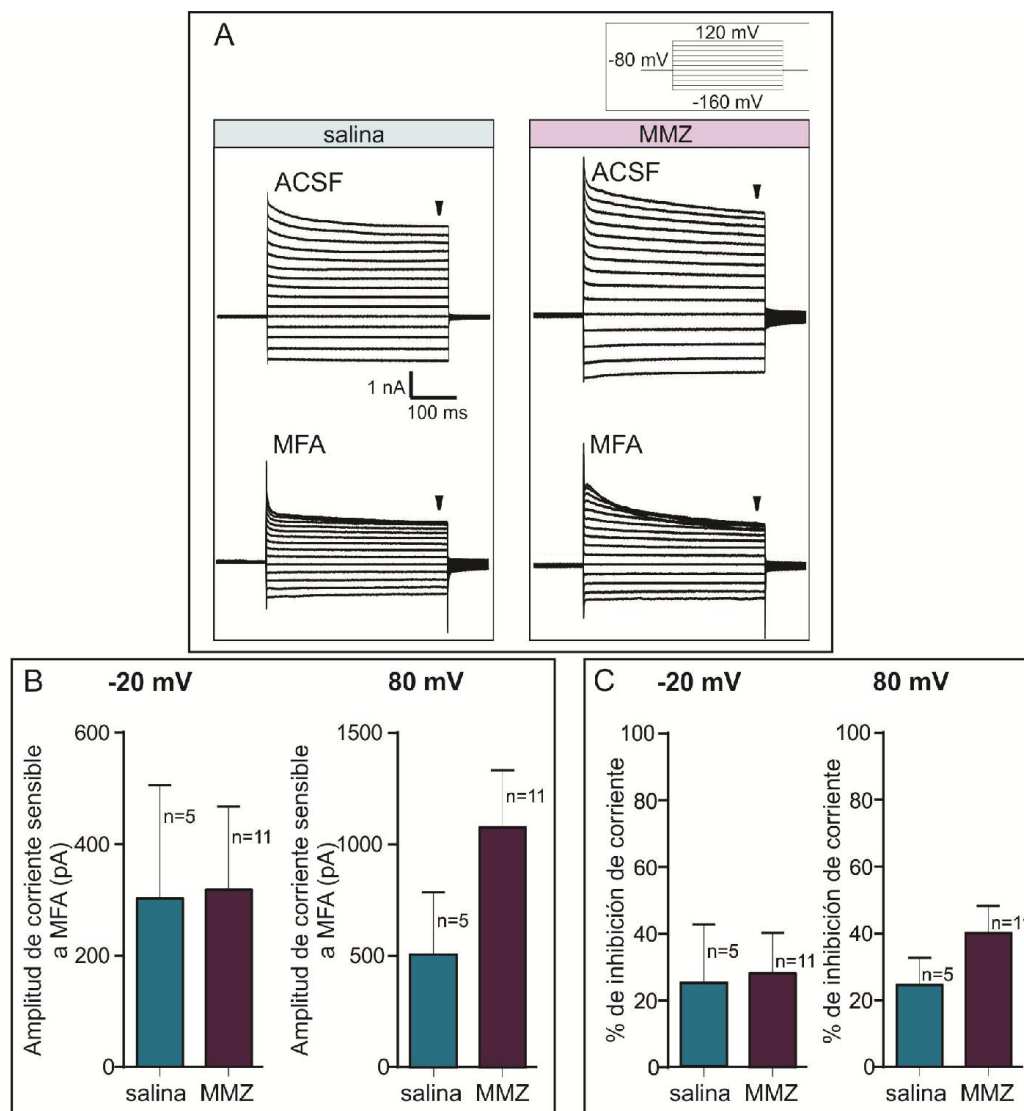 A
120 mV
-80 mV
-160 mV
salina
MMZ
ACSF
ACSF
1 nA
100 ms
MFA
MFA
B
-20 mV
80 mV
Amplitud de corriente sensible
a MFA (pA)
600
400
200
0
n=5
n=11
salina MMZ
Amplitud de corriente sensible
a MFA (pA)
1500
1000
500
0
n=5
n=11
salina MMZ
C
-20 mV
80 mV
% de inhibición de corriente
100
80
60
40
20
0
n=5
n=11
salina MMZ
% de inhibición de corriente
100
80
60
40
20
0
n=5
n=11
salina MMZ